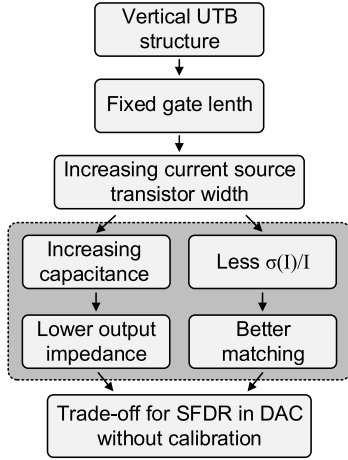 Vertical UTB
structure
Fixed gate lenth
Increasing current source
transistor width
Increasing
capacitance
Less σ(I)/I
Lower output
impedance
Better
matching
Trade-off for SFDR in DAC
without calibration